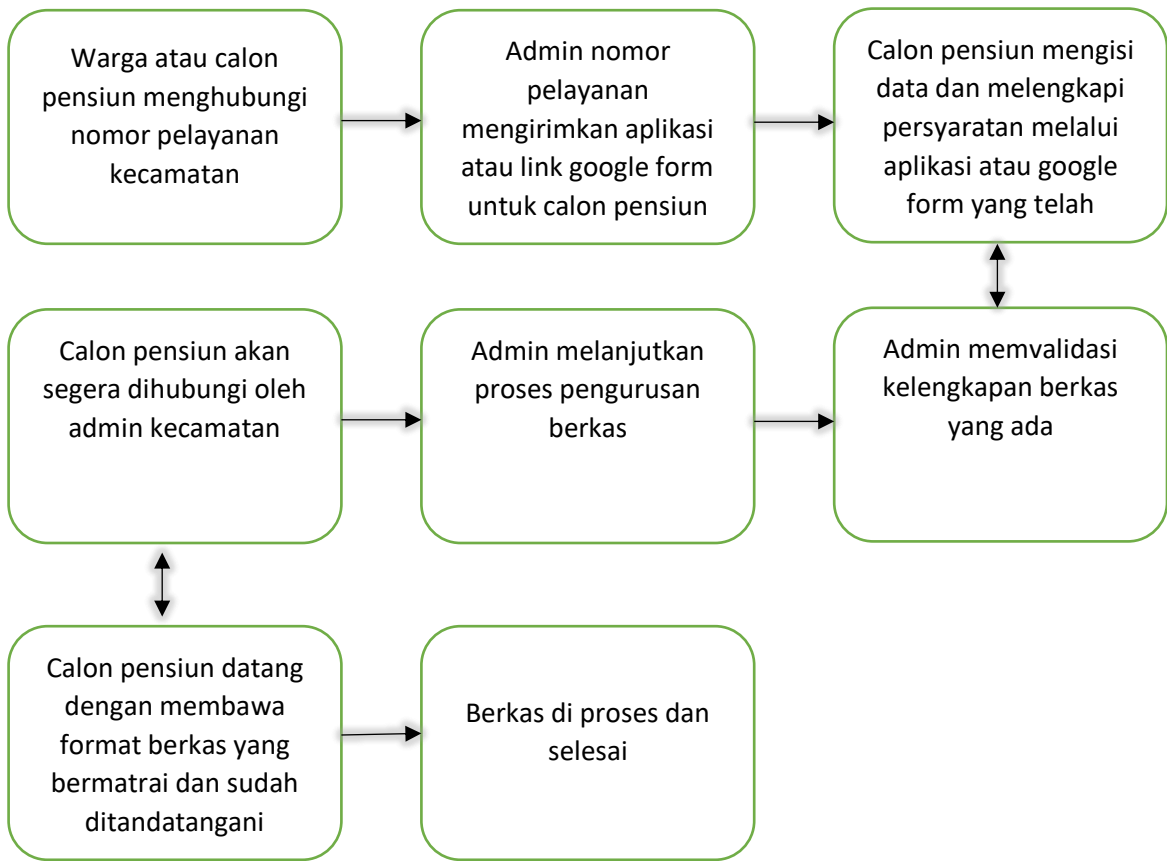 Warga atau calon
pensiun menghubungi
nomor pelayanan
kecamatan
Admin nomor
pelayanan
mengirimkan aplikasi
atau link google form
untuk calon pensiun
Calon pensiun mengisi
data dan melengkapi
persyaratan melalui
aplikasi atau google
form yang telah
Calon pensiun akan
segera dihubungi oleh
admin kecamatan
Admin melanjutkan
proses pengurusan
berkas
Admin memvalidasi
kelengkapan berkas
yang ada
Calon pensiun datang
dengan membawa
format berkas yang
bermatrai dan sudah
ditandatangani
Berkas di proses dan
selesai